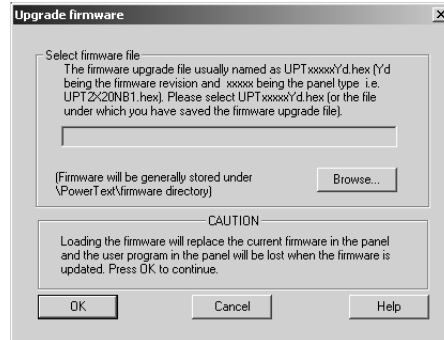 Upgrade firmware
Select firmware file
The firmware upgrade file usually named as UPTxxxxxYd.hex (Yd
being the firmware revision and  xxxxx being the panel type  i.e.
UPT2X20NB1.hex). Please select UPTxxxxxYd.hex (or the file
under which you have saved the firmware upgrade file).
(Firmware will be generally stored under
\PowerText\firmware directory)
Browse...
CAUTION
Loading the firmware will replace the current firmware in the panel
and the user program in the panel will be lost when the firmware is
updated. Press OK to continue.
OK
Cancel
Help